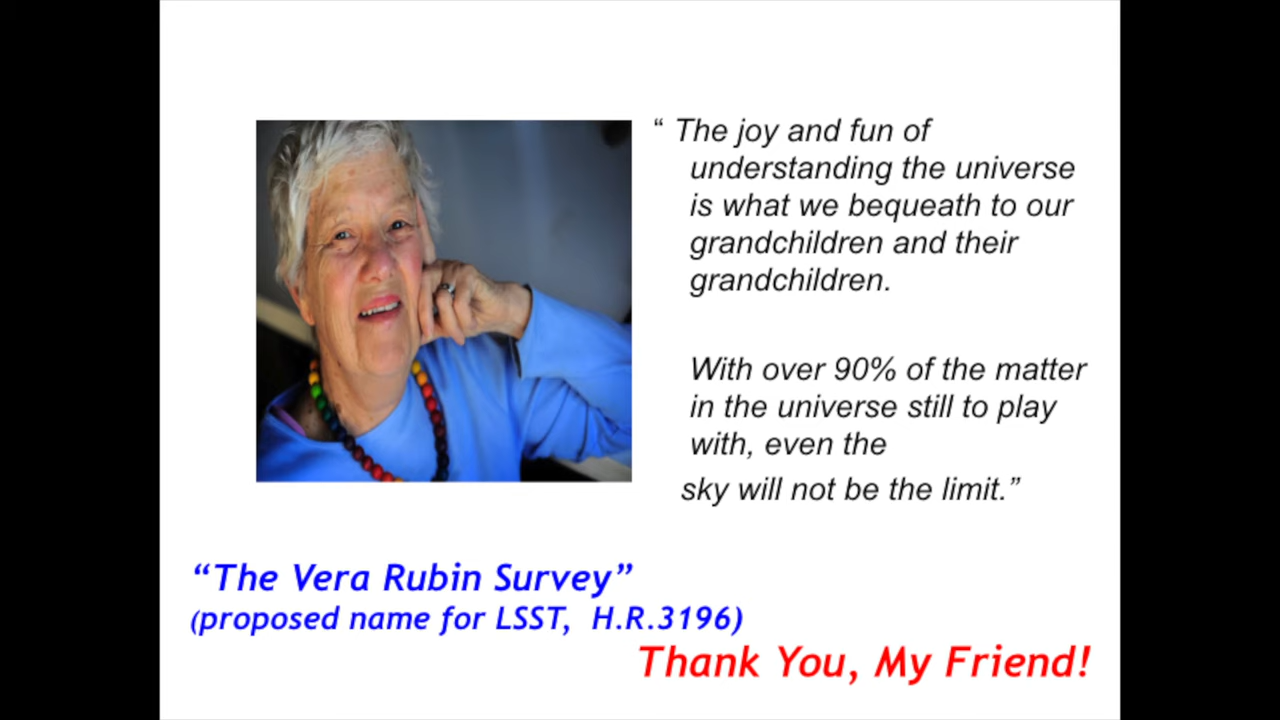 “ The joy and fun of
understanding the universe
is what we bequeath to our
grandchildren and their
grandchildren.
With over 90% of the matter
in the universe still to play
with, even the
sky will not be the limit.”
“The Vera Rubin Survey”
(proposed name for LSST,  H.R.3196)
Thank You, My Friend!